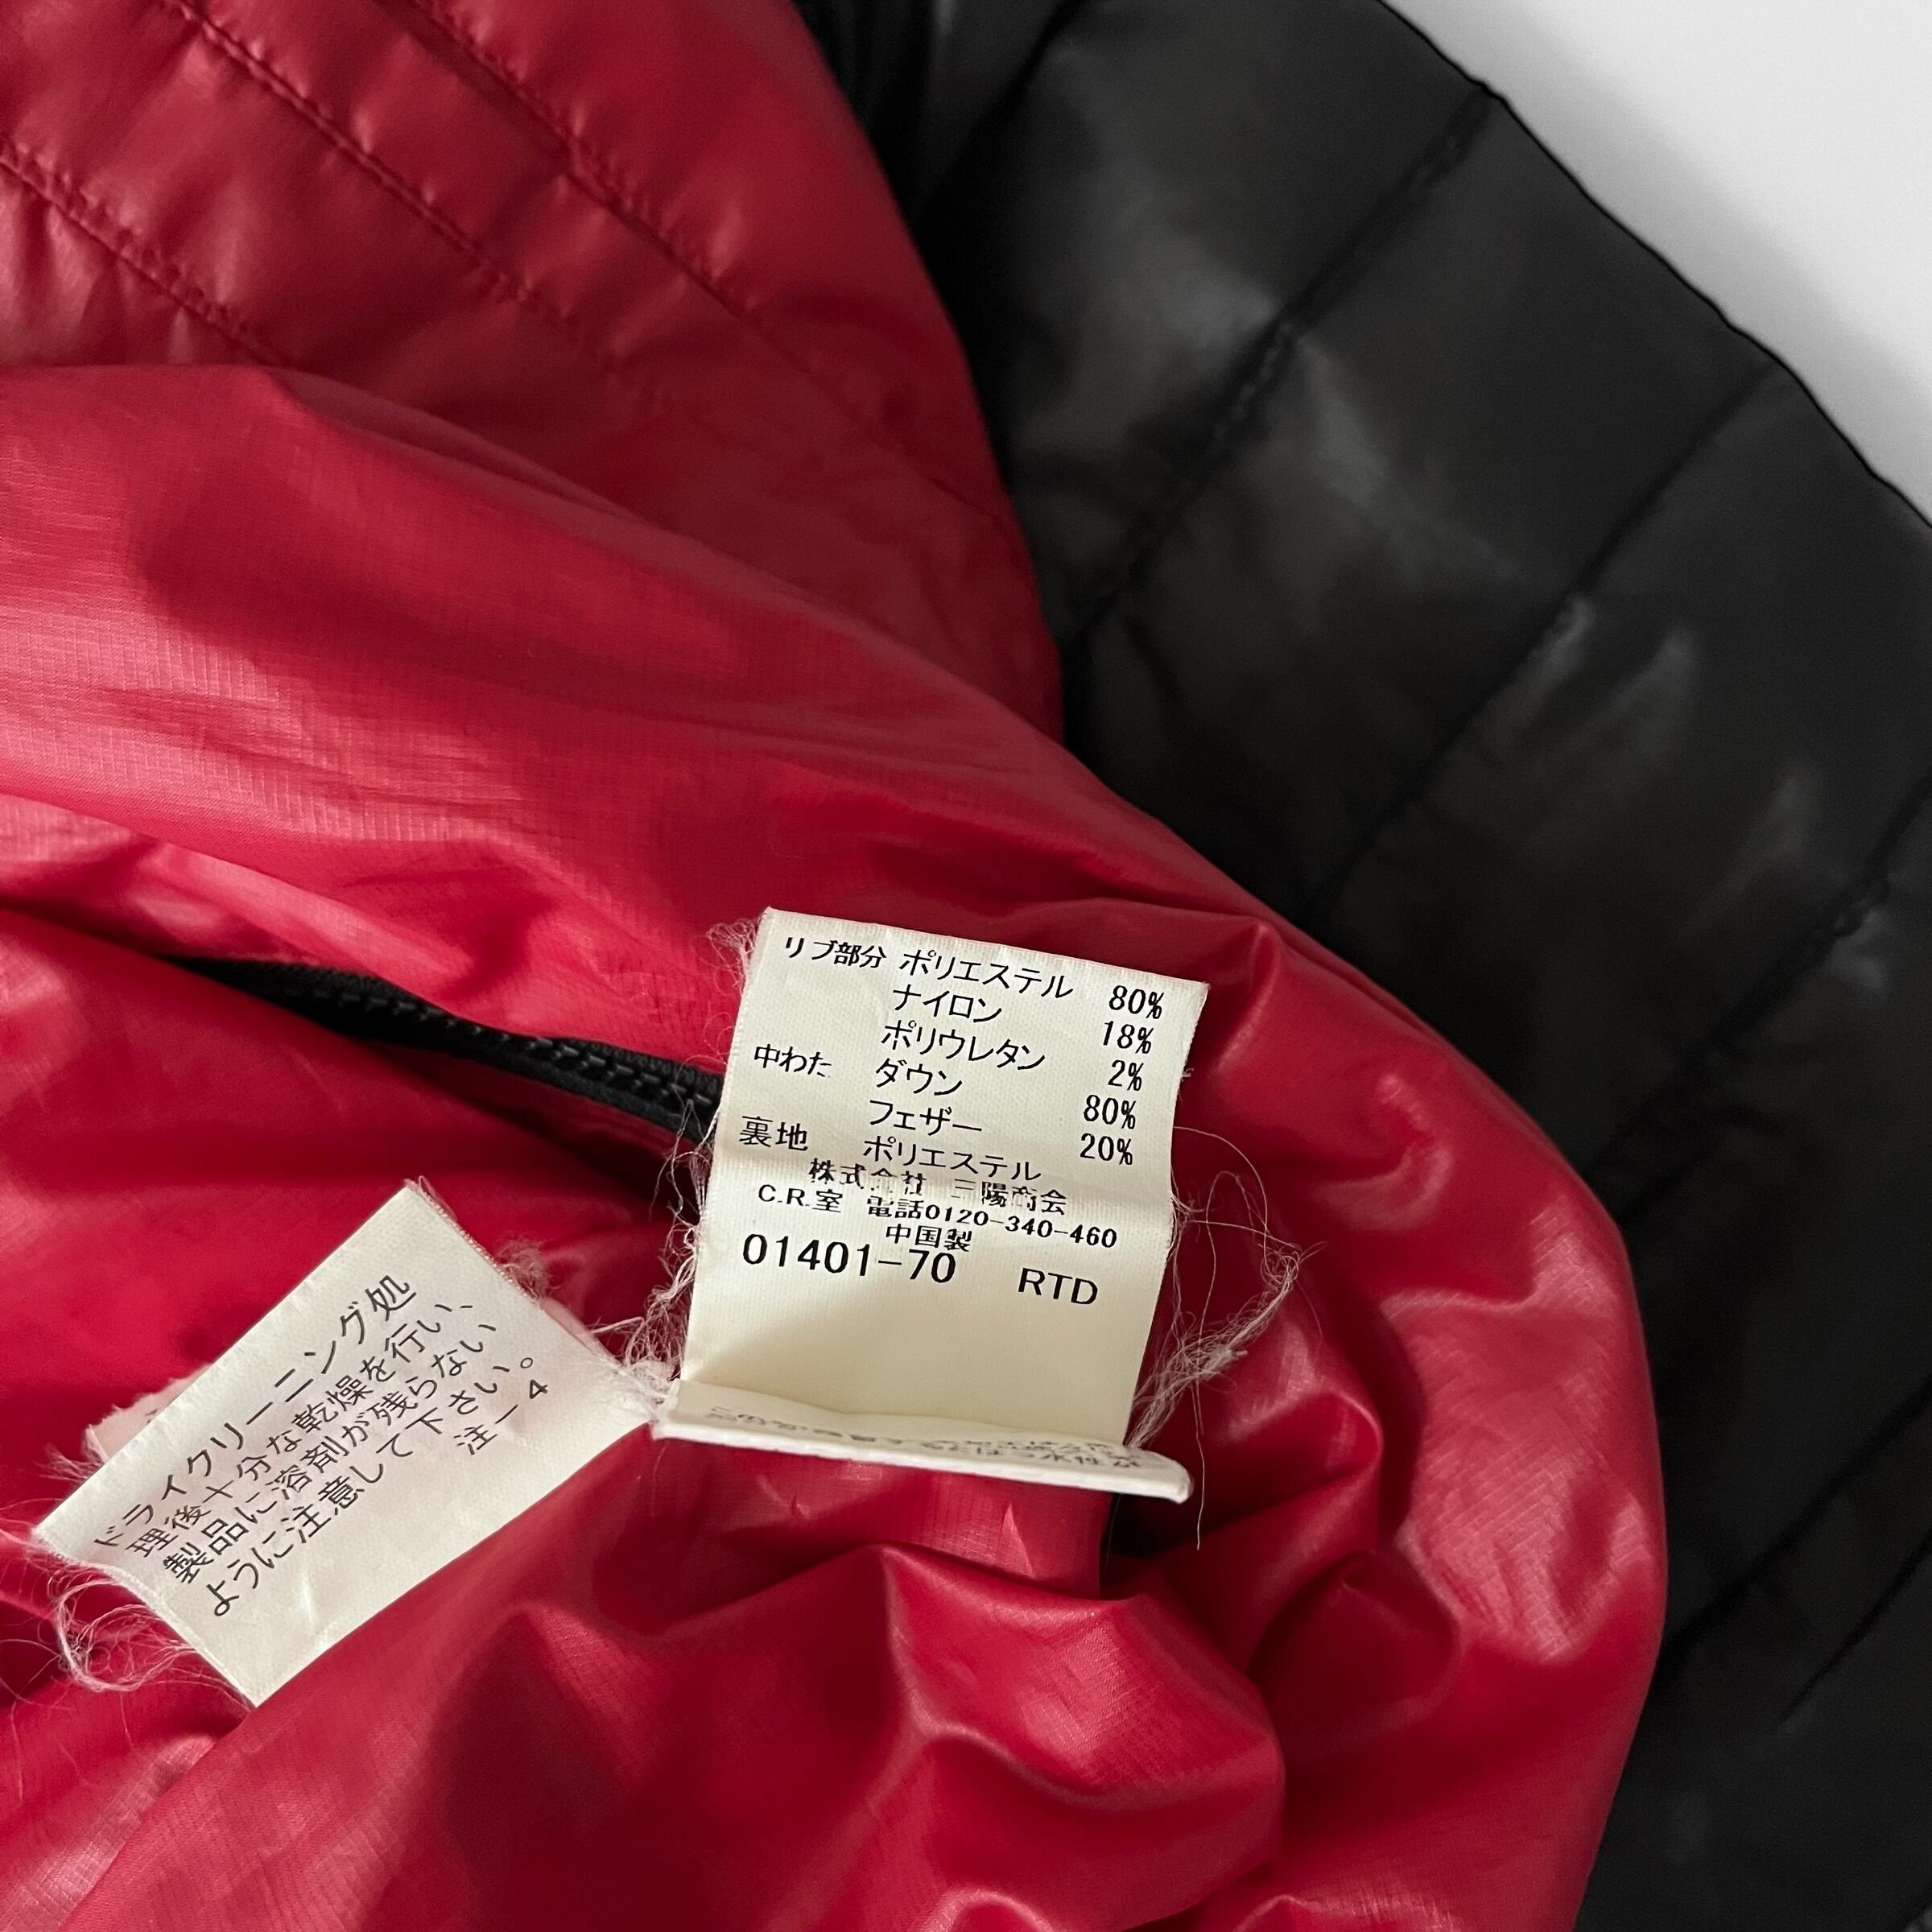 リブ部分 ポリエステル 80%
ナイロン 18%
ポリウレタン 2%
中わた ダウン 80%
フェザー 20%
裏地 ポリエステル
株式会社 三陽商会
C.R.室 電話0120-340-460
中国製
01401-70 RTD
ドライクリーニング処
理後十分な乾燥を行い、
製品に溶剤が残らない
ように注意して下さい。
注-4